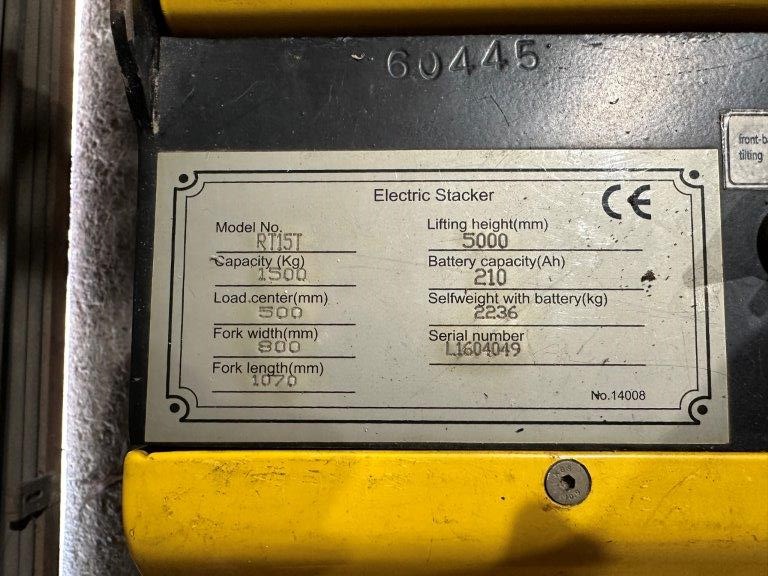 60445
front-b
tilting
Electric Stacker
CE
Model No. RT15T
Lifting height(mm) 5000
Capacity (Kg) 1500
Battery capacity(Ah) 210
Load.center(mm) 500
Selfweight with battery(kg) 2236
Fork width(mm) 800
Serial number L1604049
Fork length(mm) 1070
No.14008